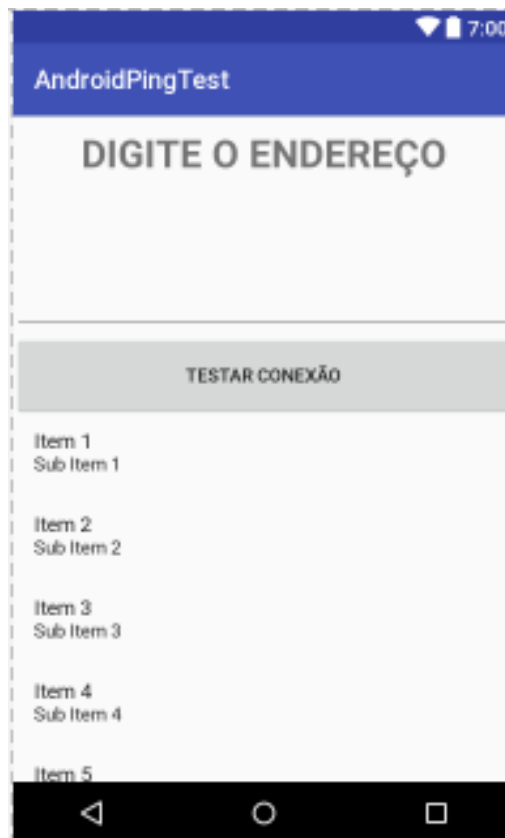 7:00
AndroidPingTest
DIGITE O ENDEREÇO
TESTAR CONEXÃO
Item 1
Sub Item 1
Item 2
Sub Item 2
Item 3
Sub Item 3
Item 4
Sub Item 4
Item 5